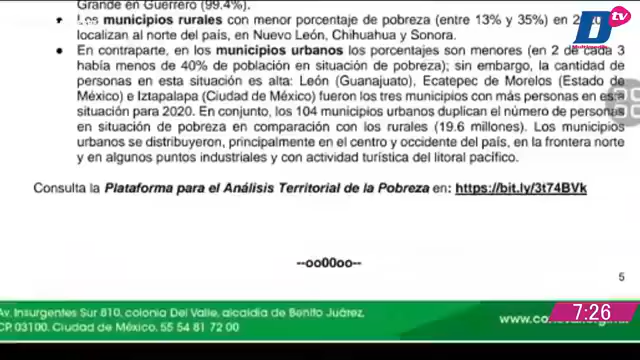 Grande en Guerrero (99.4%).
• Los municipios rurales con menor porcentaje de pobreza (entre 13% y 35%) en 2020
localizan al norte del país, en Nuevo León, Chihuahua y Sonora.
• En contraparte, en los municipios urbanos los porcentajes son menores (en 2 de cada 3
había menos de 40% de población en situación de pobreza); sin embargo, la cantidad de
personas en esta situación es alta: León (Guanajuato), Ecatepec de Morelos (Estado de
México) e Iztapalapa (Ciudad de México) fueron los tres municipios con más personas en esta
situación para 2020. En conjunto, los 104 municipios urbanos duplican el número de personas
en situación de pobreza en comparación con los rurales (19.6 millones). Los municipios
urbanos se distribuyeron, principalmente en el centro y occidente del país, en la frontera norte
y en algunos puntos industriales y con actividad turística del litoral pacífico.
Consulta la Plataforma para el Análisis Territorial de la Pobreza en: https://bit.ly/3t74BVk
--oo00oo--
5
Av. Insurgentes Sur 810, colonia Del Valle, alcaldía de Benito Juárez,
CP. 03100, Ciudad de México. 55 54 81 72 00
7:26
D
Multimedia
tv